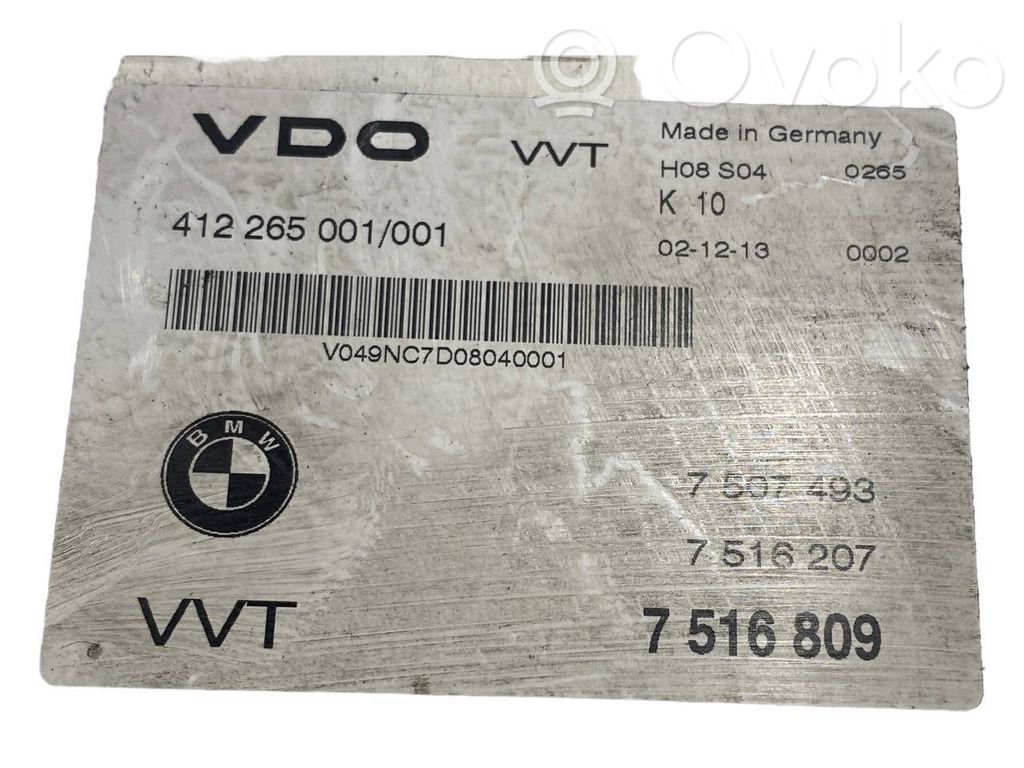 Ovoko
VDO VVT Made in Germany
H08 S04 0265
K 10
412 265 001/001
02-12-13 0002
V049NC7D08040001
BMW
7 507 493
7 516 207
VVT 7 516 809